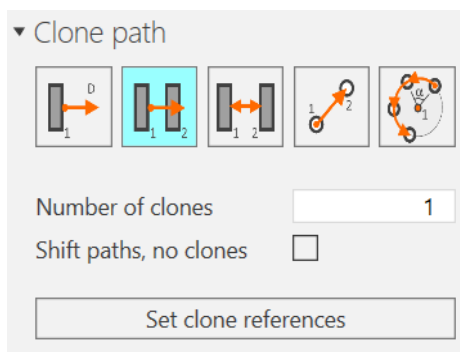 Clone path
D
1
1 2
1 2
1 2
α
1
Number of clones 1
Shift paths, no clones
Set clone references